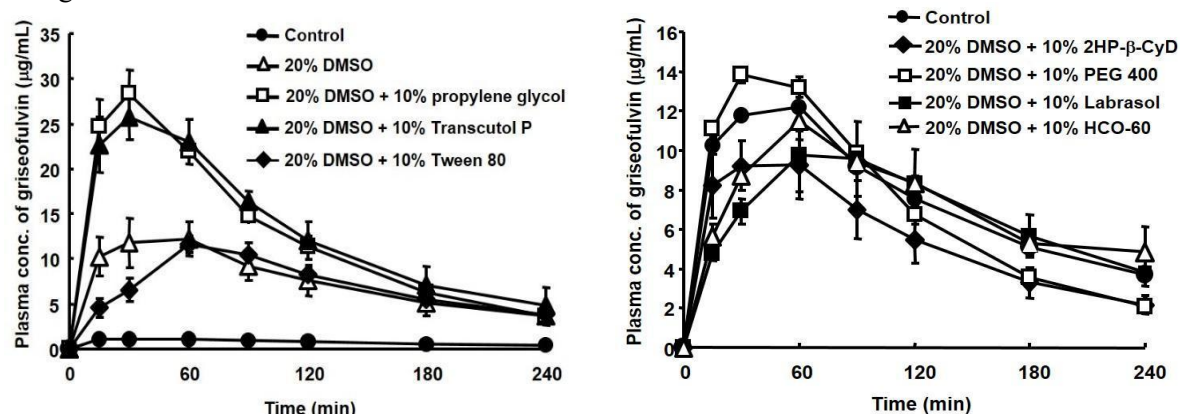 35
30
25
20
15
10
5
0
Plasma conc. of griseofulvin (μg/mL)
Control
20% DMSO
20% DMSO + 10% propylene glycol
20% DMSO + 10% Transcutol P
20% DMSO + 10% Tween 80
0 60 120 180 240
Time (min)
16
14
12
10
8
6
4
2
0
Plasma conc. of griseofulvin (μg/mL)
Control
20% DMSO + 10% 2HP-β-CyD
20% DMSO + 10% PEG 400
20% DMSO + 10% Labrasol
20% DMSO + 10% HCO-60
0 60 120 180 240
Time (min)